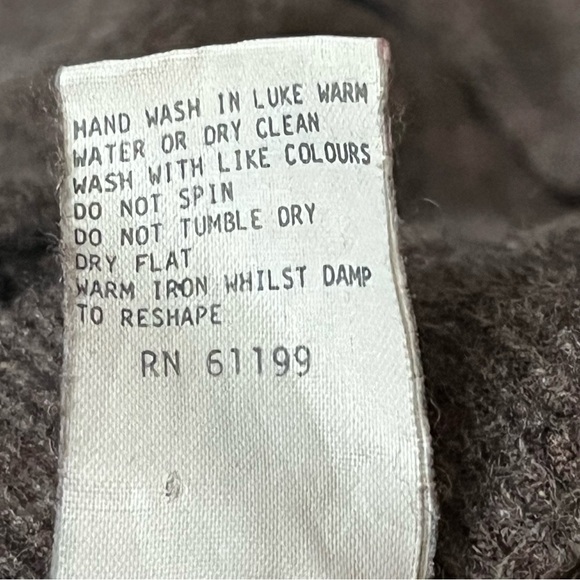 HAND WASH IN LUKE WARM
WATER OR DRY CLEAN
WASH WITH LIKE COLOURS
DO NOT SPIN
DO NOT TUMBLE DRY
DRY FLAT
WARM IRON WHILST DAMP
TO RESHAPE
RN 61199